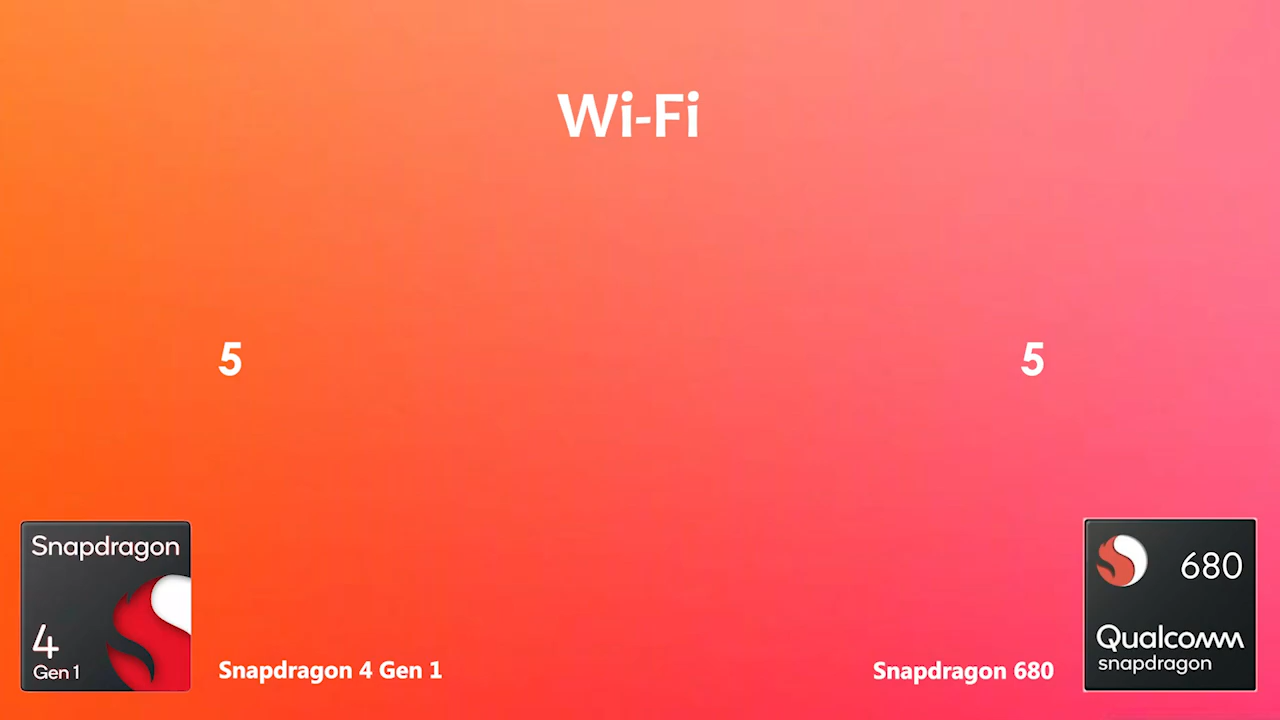 Wi-Fi
5
5
Snapdragon
4
Gen 1
Snapdragon 4 Gen 1
Snapdragon 680
680
Qualcomm
snapdragon